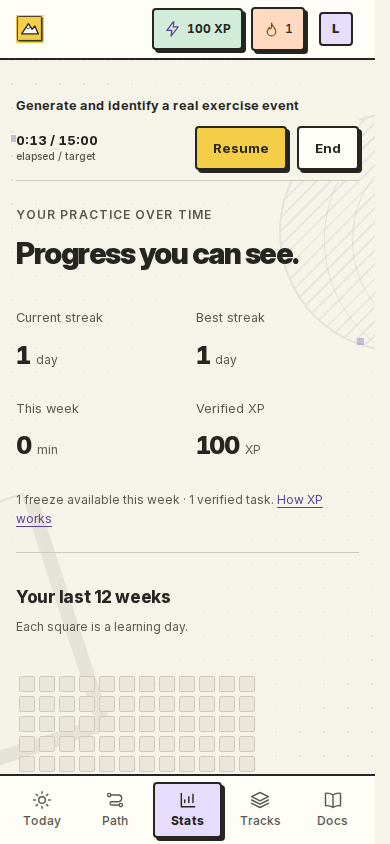 100 XP
1
L
Generate and identify a real exercise event
0:13 / 15:00
elapsed / target
Resume
End
YOUR PRACTICE OVER TIME
Progress you can see.
Current streak
1 day
Best streak
1 day
This week
0 min
Verified XP
100 XP
1 freeze available this week · 1 verified task. How XP
works
Your last 12 weeks
Each square is a learning day.
Today
Path
Stats
Tracks
Docs